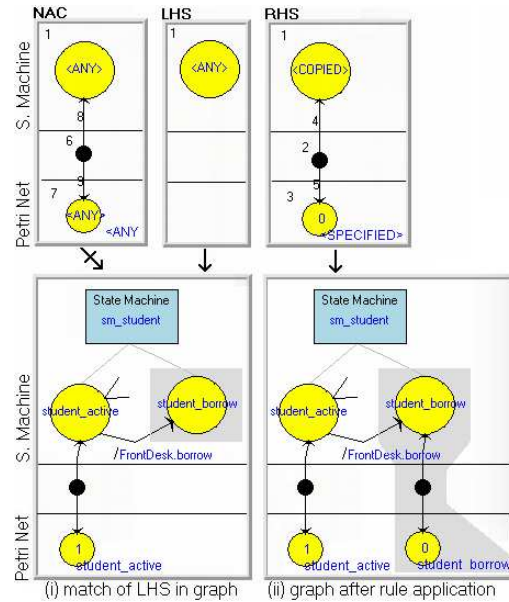 NAC
LHS
RHS
S. Machine
Petri Net
1
<ANY>
8
6
9
7
<ANY>
<ANY
1
<ANY>
1
<COPIED>
4
2
5
3
0
<SPECIFIED>
S. Machine
Petri Net
State Machine
sm_student
student_active
student_borrow
/FrontDesk.borrow
1
student_active
(i) match of LHS in graph
State Machine
sm_student
student_active
student_borrow
/FrontDesk.borrow
1
student_active
0
student_borrow
(ii) graph after rule application